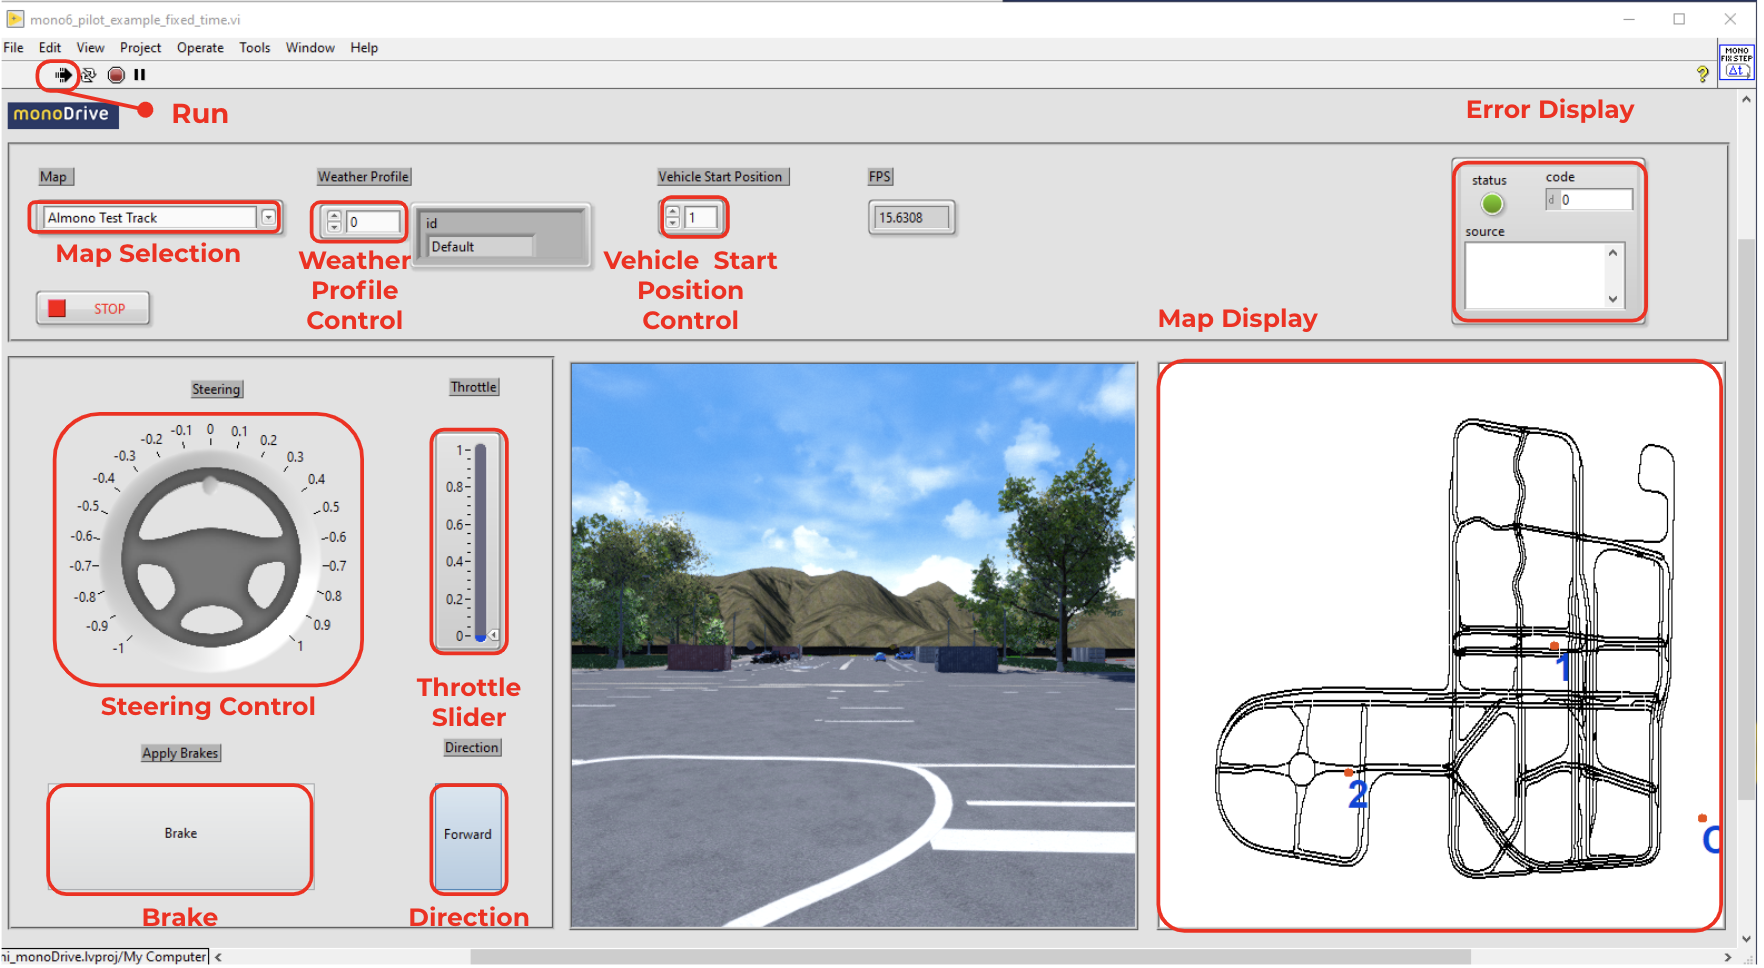 mono6_pilot_example_fixed_time.vi
File Edit View Project Operate Tools Window Help
MONO
FIX STEP
Δt
monoDrive
Run
Error Display
Map
Weather Profile
Vehicle Start Position
FPS
status
code
Almono Test Track
0
id
Default
1
15.6308
d 0
source
Map Selection
Weather
Profile
Control
Vehicle Start
Position
Control
STOP
Map Display
Steering
Throttle
-1
-0.9
-0.8
-0.7
-0.6
-0.5
-0.4
-0.3
-0.2
-0.1
0
0.1
0.2
0.3
0.4
0.5
0.6
0.7
0.8
0.9
1
1
0.8
0.6
0.4
0.2
0
Steering Control
Throttle
Slider
Apply Brakes
Direction
Brake
Forward
Brake
Direction
1
2
0
ni_monoDrive.lvproj/My Computer